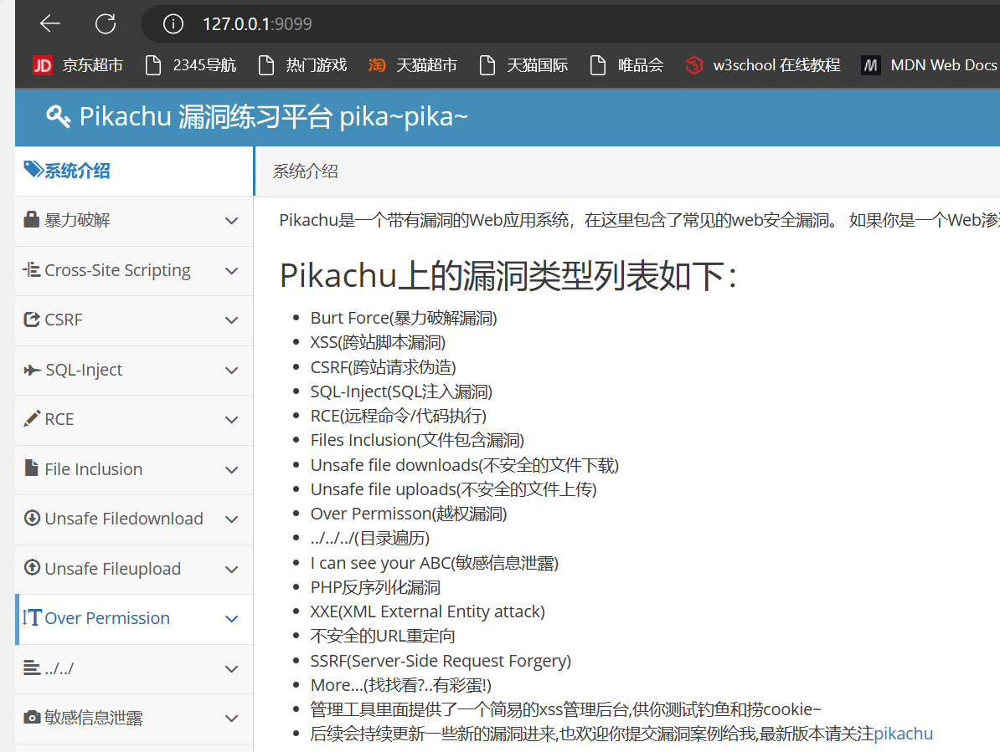 127.0.0.1:9099
京东超市 2345导航 热门游戏 天猫超市 天猫国际 唯品会 w3school 在线教程 MDN Web Docs
Pikachu 漏洞练习平台 pika~pika~
系统介绍
暴力破解
Cross-Site Scripting
CSRF
SQL-Inject
RCE
File Inclusion
Unsafe Filedownload
Unsafe Fileupload
Over Permission
../../
敏感信息泄露
系统介绍
Pikachu是一个带有漏洞的Web应用系统，在这里包含了常见的web安全漏洞。 如果你是一个Web渗
Pikachu上的漏洞类型列表如下：
Burt Force(暴力破解漏洞)
XSS(跨站脚本漏洞)
CSRF(跨站请求伪造)
SQL-Inject(SQL注入漏洞)
RCE(远程命令/代码执行)
Files Inclusion(文件包含漏洞)
Unsafe file downloads(不安全的文件下载)
Unsafe file uploads(不安全的文件上传)
Over Permisson(越权漏洞)
../../../(目录遍历)
I can see your ABC(敏感信息泄露)
PHP反序列化漏洞
XXE(XML External Entity attack)
不安全的URL重定向
SSRF(Server-Side Request Forgery)
More...(找找看?..有彩蛋!)
管理工具里面提供了一个简易的xss管理后台,供你测试钓鱼和捞cookie~
后续会持续更新一些新的漏洞进来,也欢迎你提交漏洞案例给我,最新版本请关注pikachu